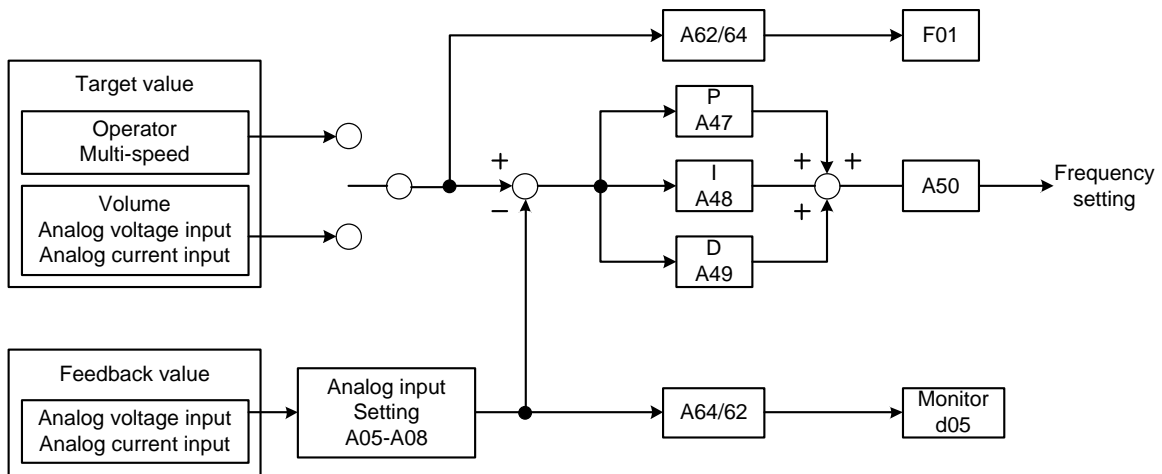 A62/64
F01
Target value
Operator
Multi-speed
Volume
Analog voltage input
Analog current input
+
−
P
A47
I
A48
D
A49
+
+
+
A50
Frequency
setting
Feedback value
Analog voltage input
Analog current input
Analog input
Setting
A05-A08
A64/62
Monitor
d05